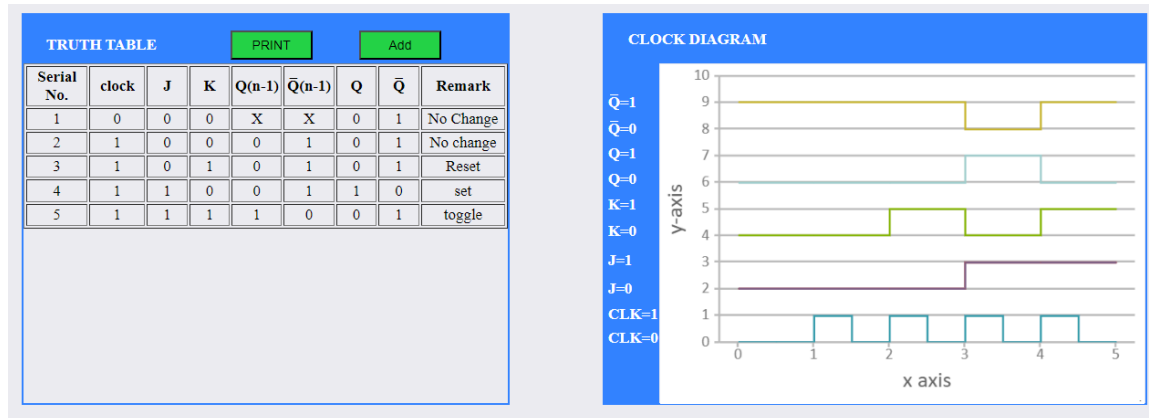 TRUTH TABLE PRINT Add
Serial No. clock J K Q(n-1) Q̅(n-1) Q Q̅ Remark
1 0 0 0 X X 0 1 No Change
2 1 0 0 0 1 0 1 No change
3 1 0 1 0 1 0 1 Reset
4 1 1 0 0 1 1 0 set
5 1 1 1 1 0 0 1 toggle
CLOCK DIAGRAM
Q̅=1
Q̅=0
Q=1
Q=0
K=1
K=0
J=1
J=0
CLK=1
CLK=0
y-axis
10
9
8
7
6
5
4
3
2
1
0
0 1 2 3 4 5
x axis